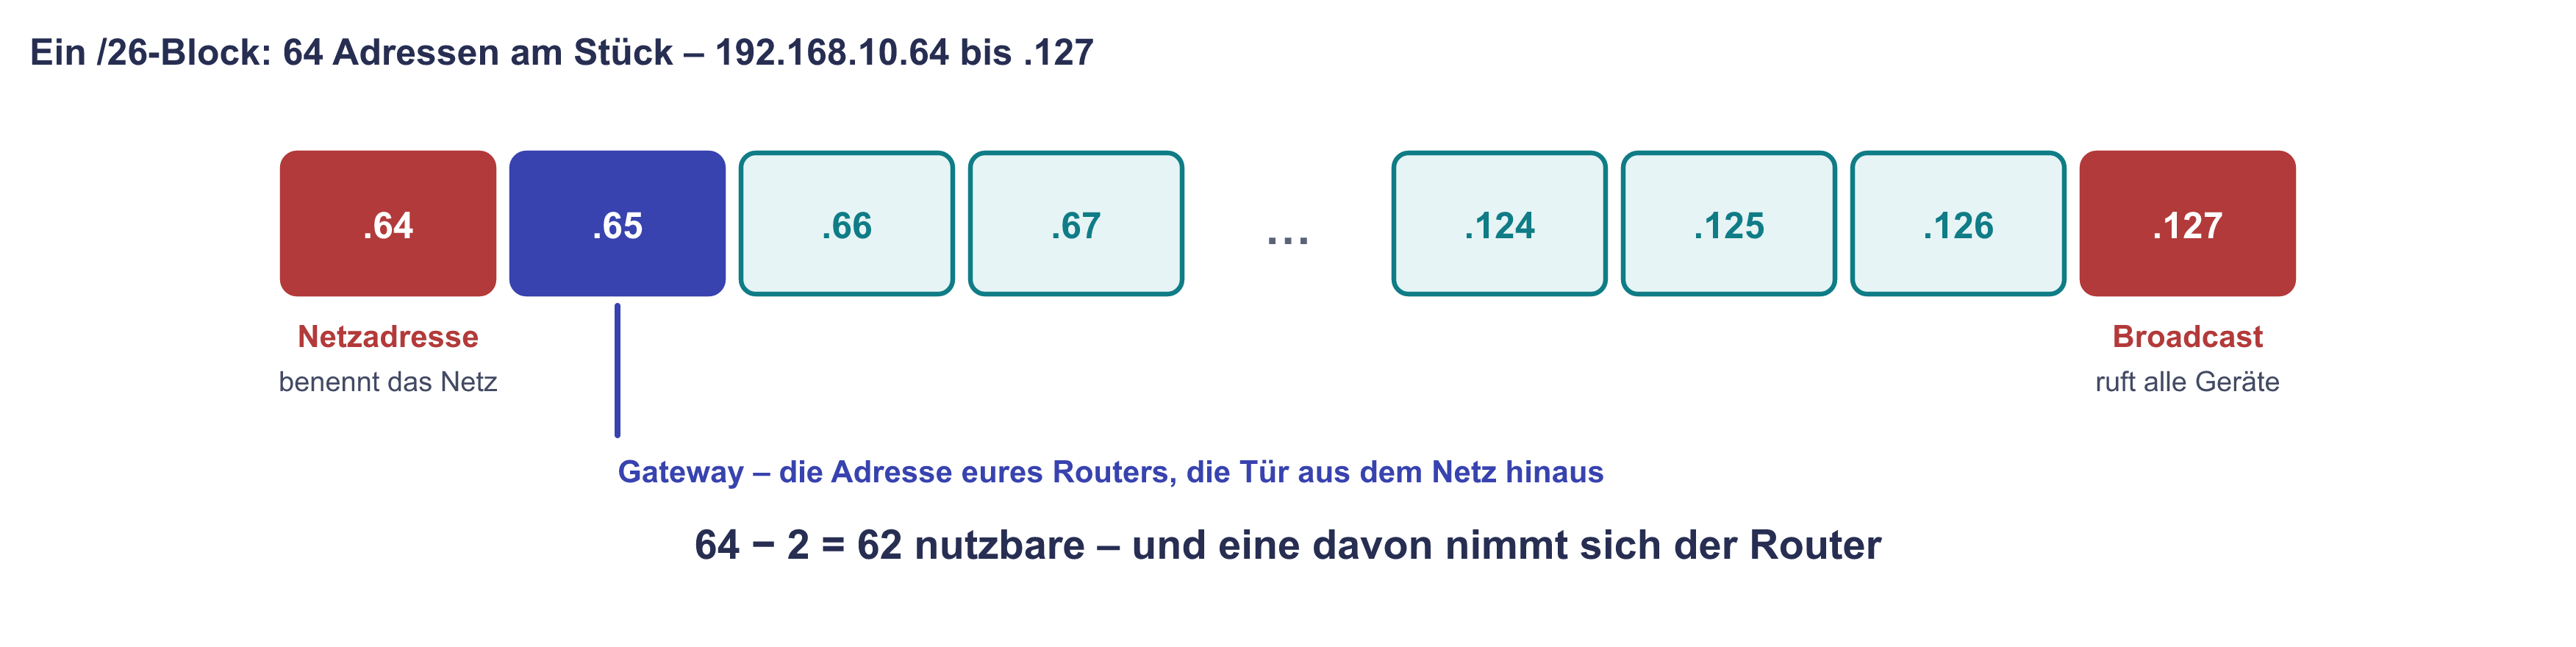 Ein /26-Block: 64 Adressen am Stück – 192.168.10.64 bis .127
.64 .65 .66 .67 ... .124 .125 .126 .127
Netzadresse
benennt das Netz
Broadcast
ruft alle Geräte
Gateway – die Adresse eures Routers, die Tür aus dem Netz hinaus
64 − 2 = 62 nutzbare – und eine davon nimmt sich der Router